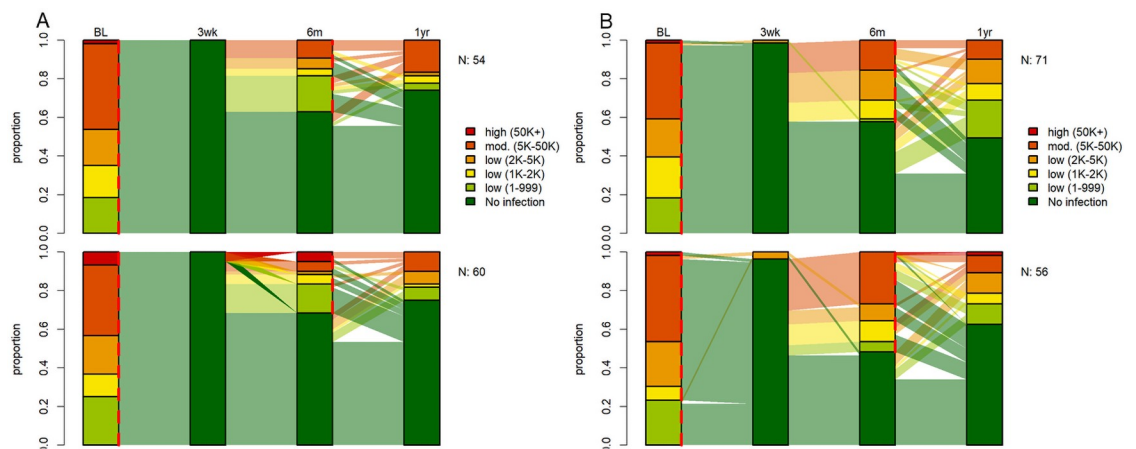 A
BL 3wk 6m 1yr
proportion
0.0 0.2 0.4 0.6 0.8 1.0
N: 54
high (50K+)
mod. (5K-50K)
low (2K-5K)
low (1K-2K)
low (1-999)
No infection
proportion
0.0 0.2 0.4 0.6 0.8 1.0
N: 60
B
BL 3wk 6m 1yr
proportion
0.0 0.2 0.4 0.6 0.8 1.0
N: 71
high (50K+)
mod. (5K-50K)
low (2K-5K)
low (1K-2K)
low (1-999)
No infection
proportion
0.0 0.2 0.4 0.6 0.8 1.0
N: 56